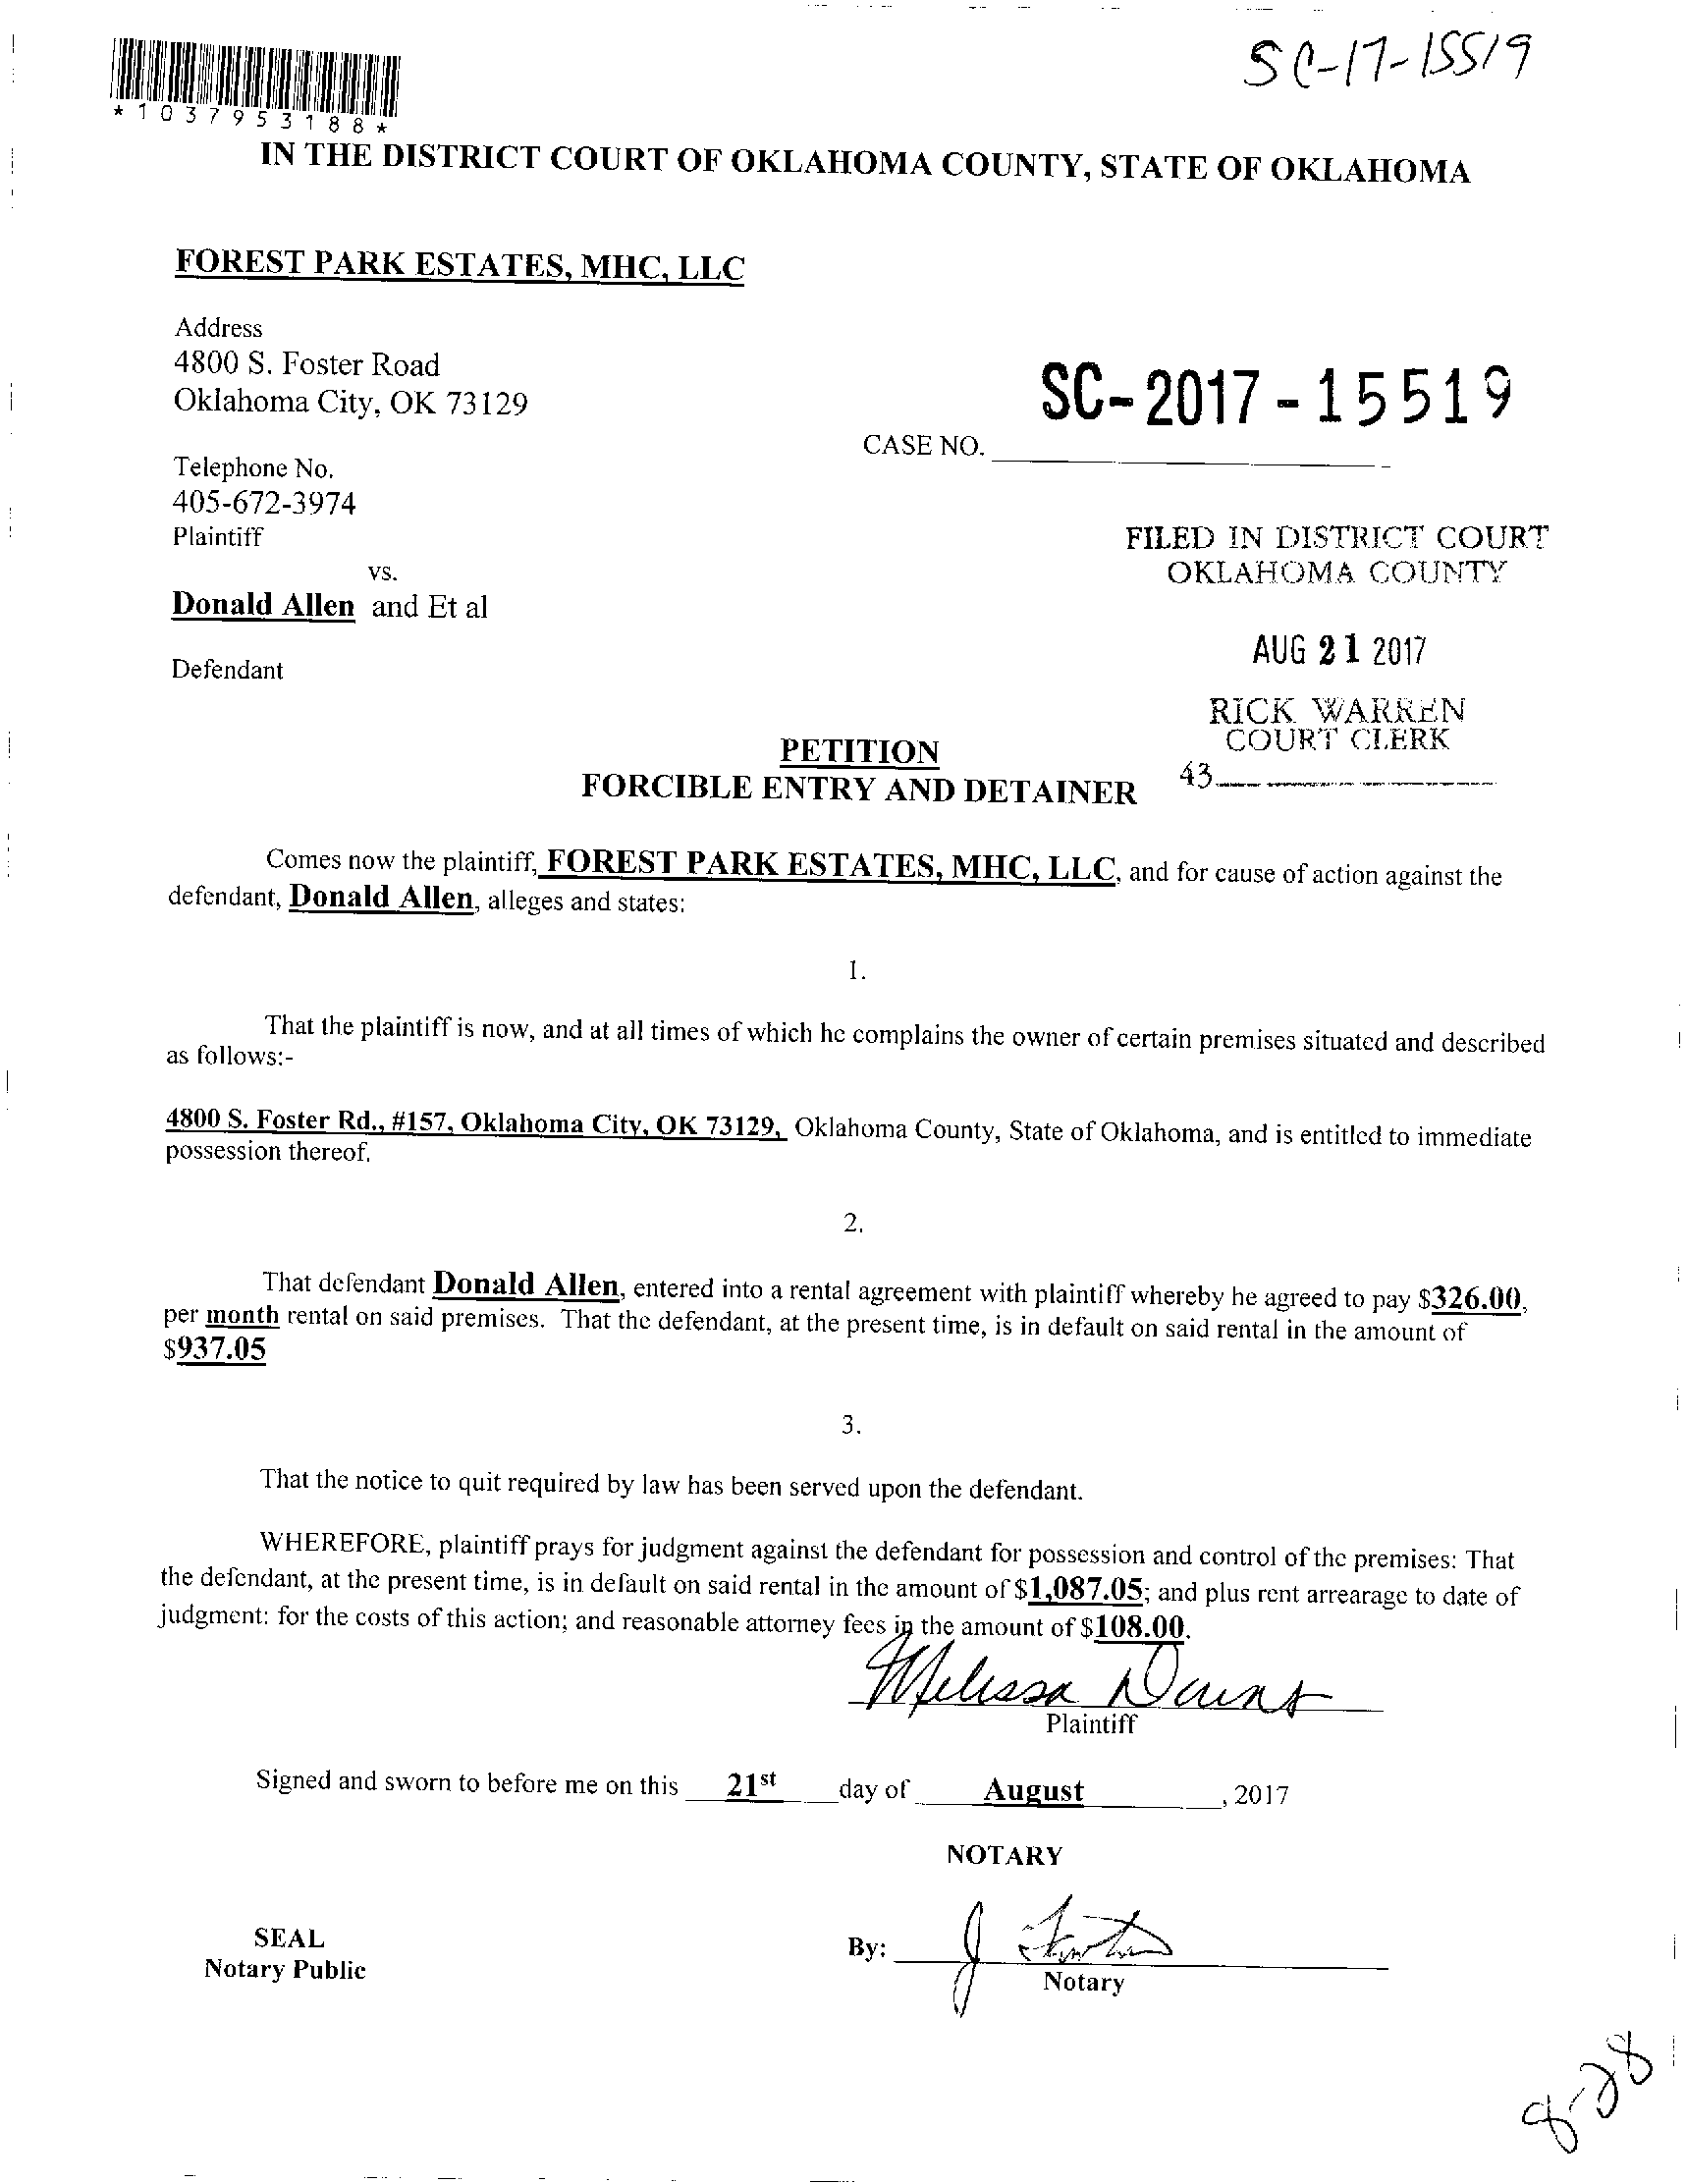 SC-17-15519
*1037953188*
IN THE DISTRICT COURT OF OKLAHOMA COUNTY, STATE OF OKLAHOMA
FOREST PARK ESTATES, MHC, LLC
Address
4800 S. Foster Road
Oklahoma City, OK 73129
SC-2017-15519
CASE NO.
Telephone No.
405-672-3974
Plaintiff
FILED IN DISTRICT COURT
OKLAHOMA COUNTY
vs.
Donald Allen and Et al
AUG 21 2017
Defendant
RICK WARREN
COURT CLERK
43
PETITION
FORCIBLE ENTRY AND DETAINER
Comes now the plaintiff, FOREST PARK ESTATES, MHC, LLC, and for cause of action against the
defendant, Donald Allen, alleges and states:
1.
That the plaintiff is now, and at all times of which he complains the owner of certain premises situated and described
as follows:-
4800 S. Foster Rd., #157, Oklahoma City, OK 73129, Oklahoma County, State of Oklahoma, and is entitled to immediate
possession thereof.
2.
That defendant Donald Allen, entered into a rental agreement with plaintiff whereby he agreed to pay $326.00,
per month rental on said premises. That the defendant, at the present time, is in default on said rental in the amount of
$937.05
3.
That the notice to quit required by law has been served upon the defendant.
WHEREFORE, plaintiff prays for judgment against the defendant for possession and control of the premises: That
the defendant, at the present time, is in default on said rental in the amount of $1,087.05; and plus rent arrearage to date of
judgment: for the costs of this action; and reasonable attorney fees in the amount of $108.00.
Melissa
Plaintiff
Signed and sworn to before me on this 21st day of August, 2017
NOTARY
SEAL
Notary Public
By: J
Notary
8-28